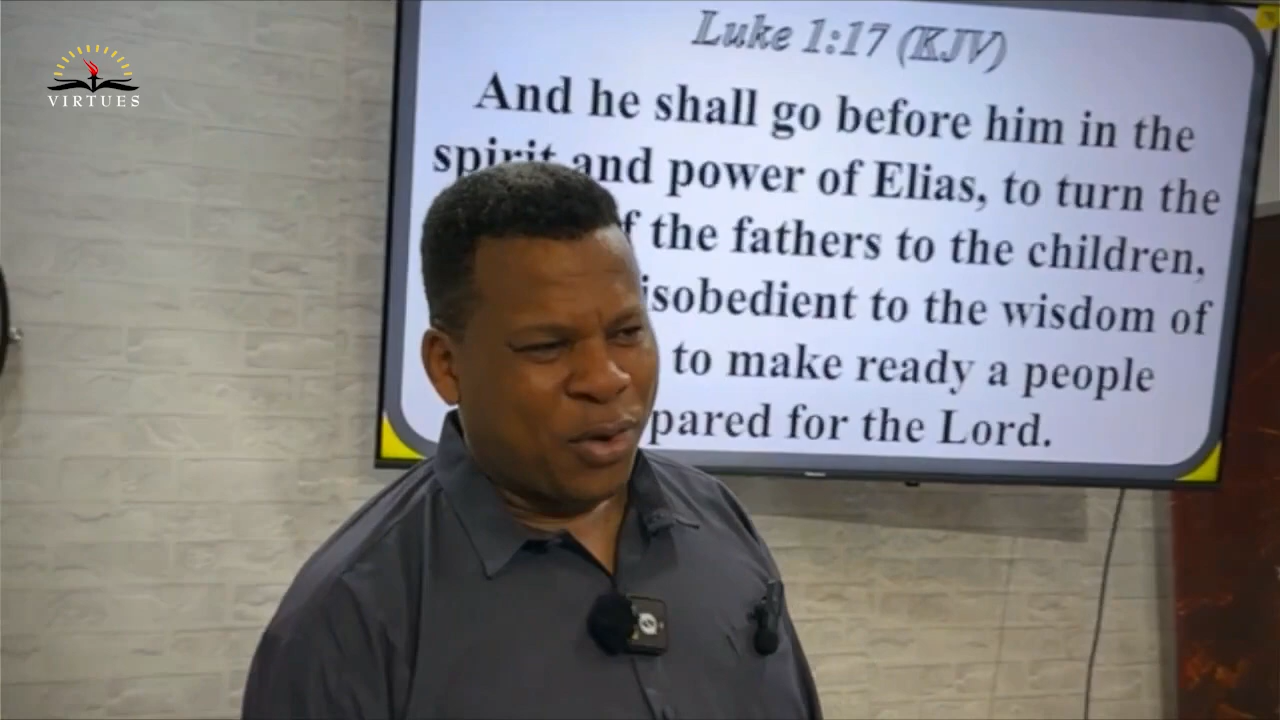 VIRTUES
Luke 1:17 (KJV)
And he shall go before him in the
spirit and power of Elias, to turn the
f the fathers to the children,
isobedient to the wisdom of
to make ready a people
pared for the Lord.